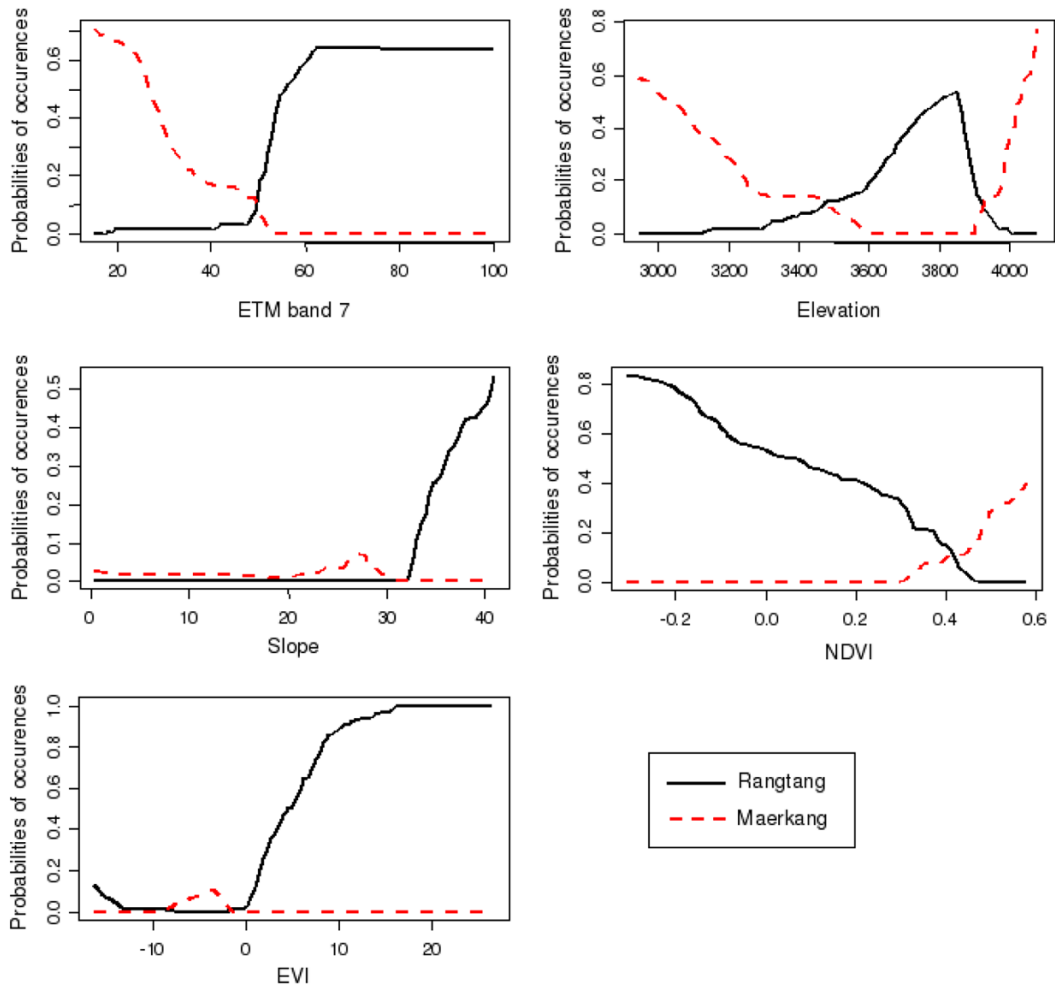 Probabilities of occurences
0.0 0.2 0.4 0.6
20 40 60 80 100
ETM band 7
Probabilities of occurences
0.0 0.2 0.4 0.6 0.8
3000 3200 3400 3600 3800 4000
Elevation
Probabilities of occurences
0.0 0.1 0.2 0.3 0.4 0.5
0 10 20 30 40
Slope
Probabilities of occurences
0.0 0.2 0.4 0.6 0.8
-0.2 0.0 0.2 0.4 0.6
NDVI
Probabilities of occurences
0.0 0.2 0.4 0.6 0.8 1.0
-10 0 10 20
EVI
Rangtang
Maerkang